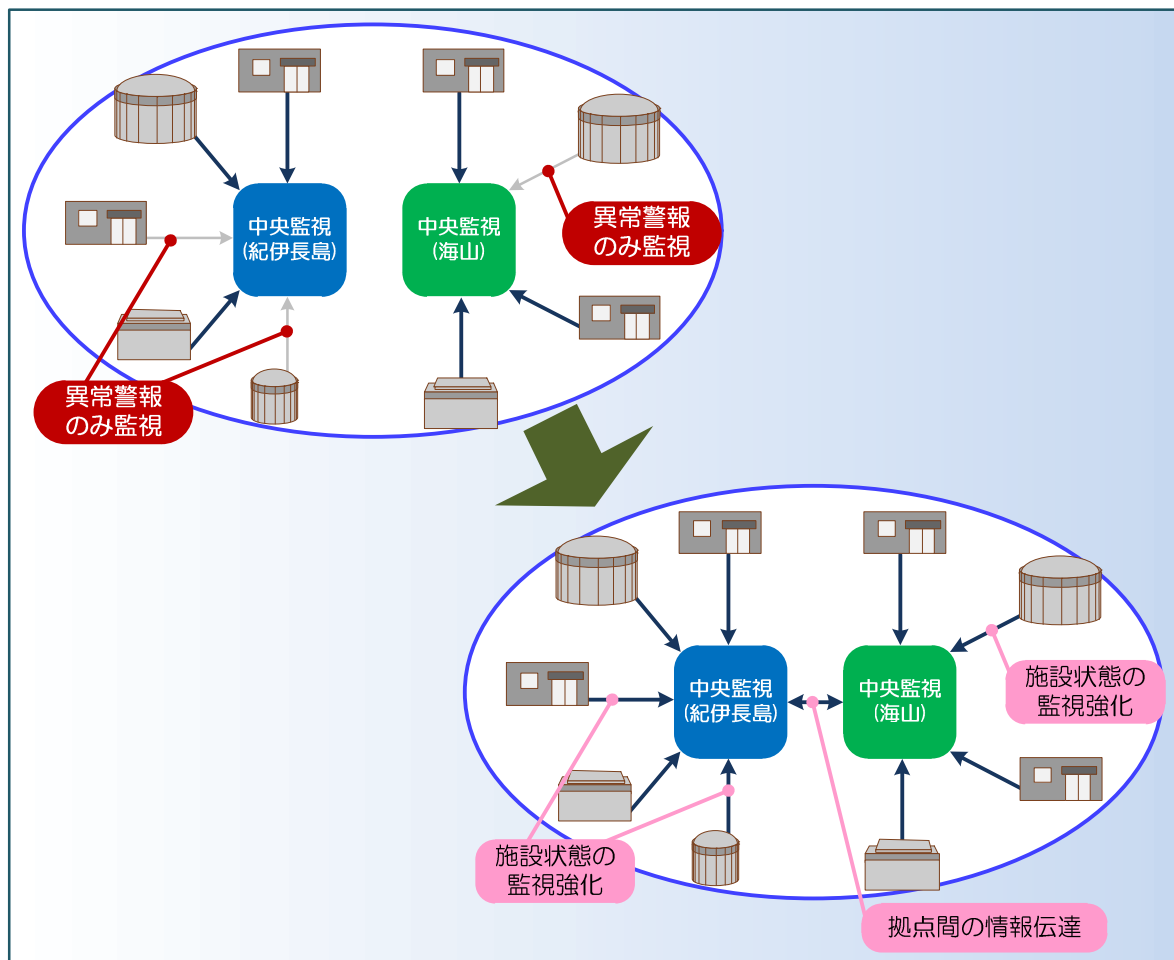 中央監視
(紀伊長島)
中央監視
(海山)
異常警報
のみ監視
異常警報
のみ監視
中央監視
(紀伊長島)
中央監視
(海山)
施設状態の
監視強化
施設状態の
監視強化
拠点間の情報伝達